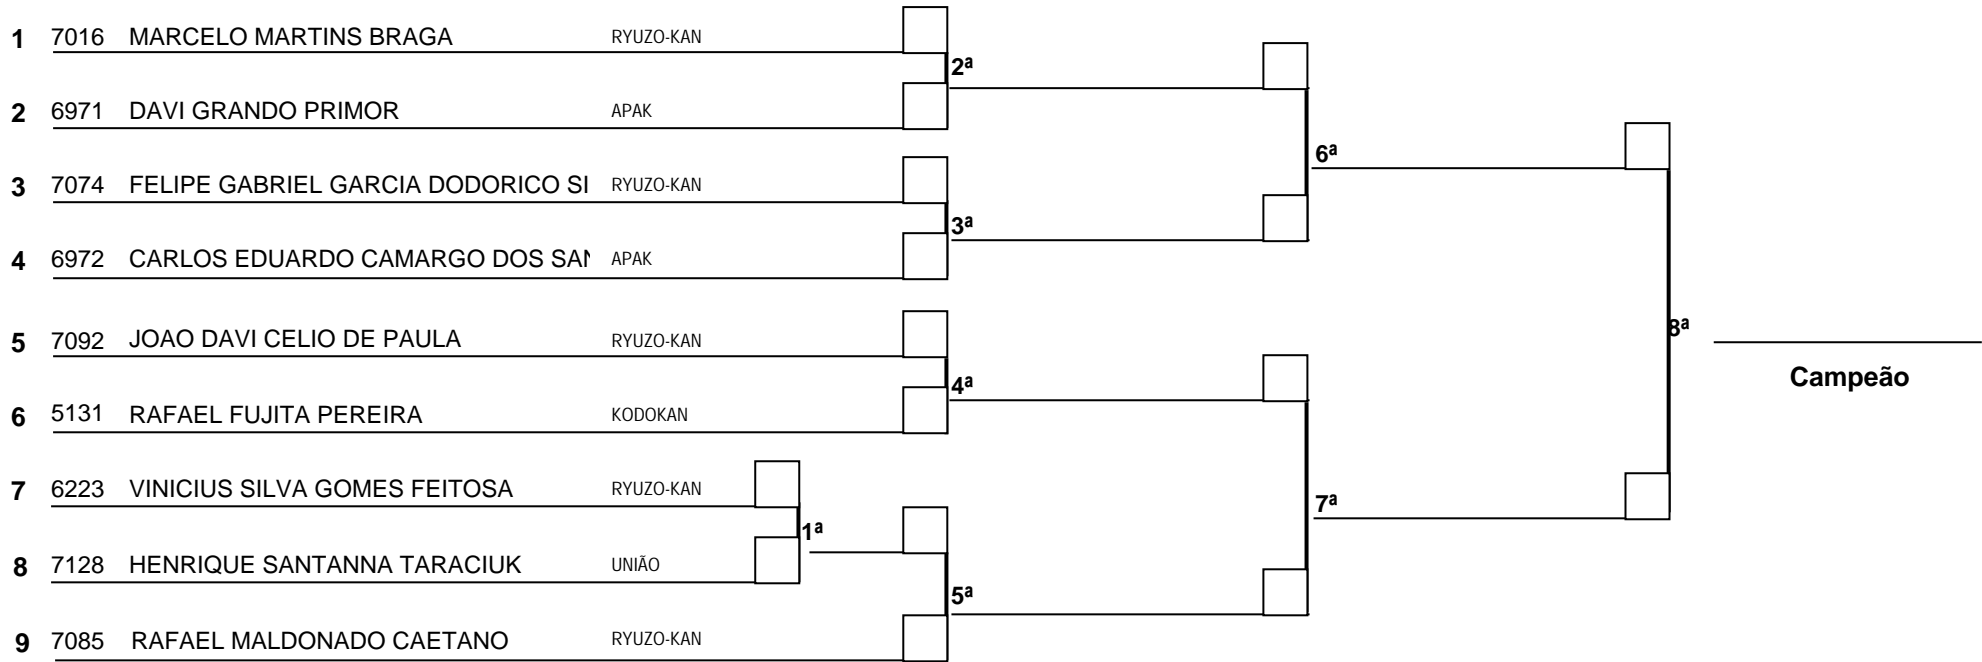 1 7016 MARCELO MARTINS BRAGA RYUZO-KAN
2ª
2 6971 DAVI GRANDO PRIMOR APAK
6ª
3 7074 FELIPE GABRIEL GARCIA DODORICO SI RYUZO-KAN
3ª
4 6972 CARLOS EDUARDO CAMARGO DOS SAN APAK
8ª
5 7092 JOAO DAVI CELIO DE PAULA RYUZO-KAN
Campeão
4ª
6 5131 RAFAEL FUJITA PEREIRA KODOKAN
7 6223 VINICIUS SILVA GOMES FEITOSA RYUZO-KAN
7ª
1ª
8 7128 HENRIQUE SANTANNA TARACIUK UNIÃO
5ª
9 7085 RAFAEL MALDONADO CAETANO RYUZO-KAN